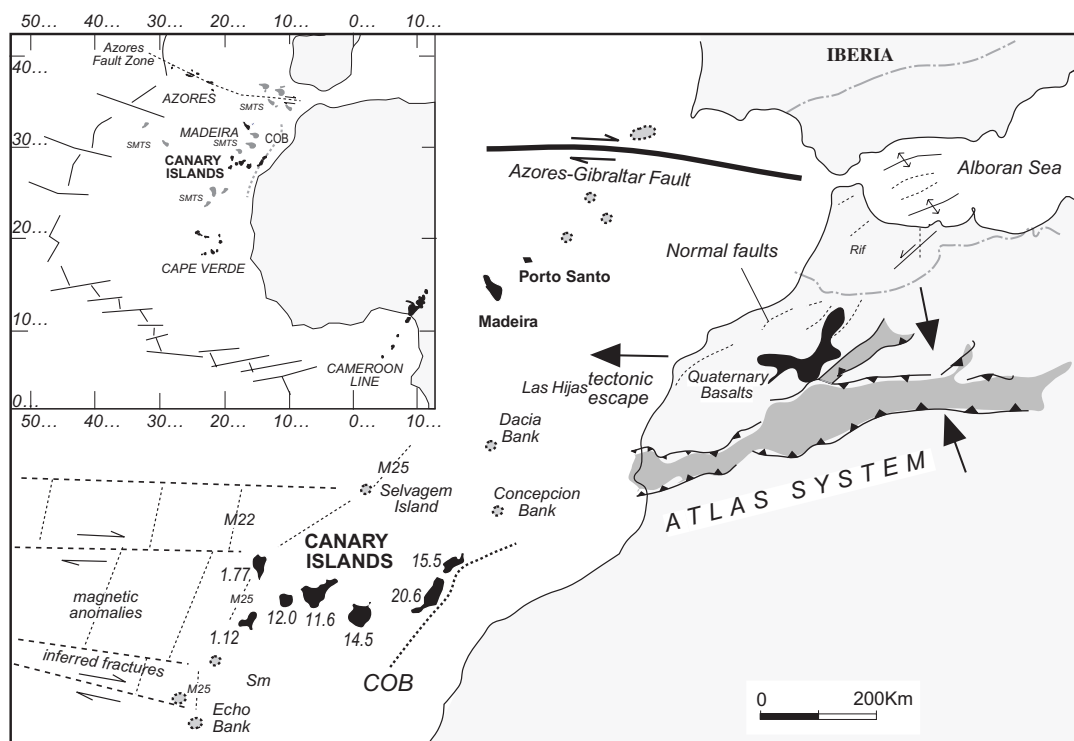 50... 40... 30... 20... 10... 0... 10...
Azores
Fault Zone
40...
AZORES
SMTS
MADEIRA
SMTS
SMTS
COB
30...
CANARY
ISLANDS
SMTS
20...
CAPE VERDE
10...
CAMEROON
LINE
0...
50... 40... 30... 20... 10... 0... 10...
IBERIA
Alboran Sea
Azores-Gibraltar Fault
Rif
Normal faults
Porto Santo
Madeira
Las Hijas
tectonic
escape
Quaternary
Basalts
Dacia
Bank
ATLAS SYSTEM
M25
Selvagem
Island
Concepcion
Bank
M22
CANARY
ISLANDS
15.5
1.77
magnetic
anomalies
M25
12.0
11.6
20.6
14.5
1.12
inferred fractures
Sm
COB
M25
Echo
Bank
0 200Km